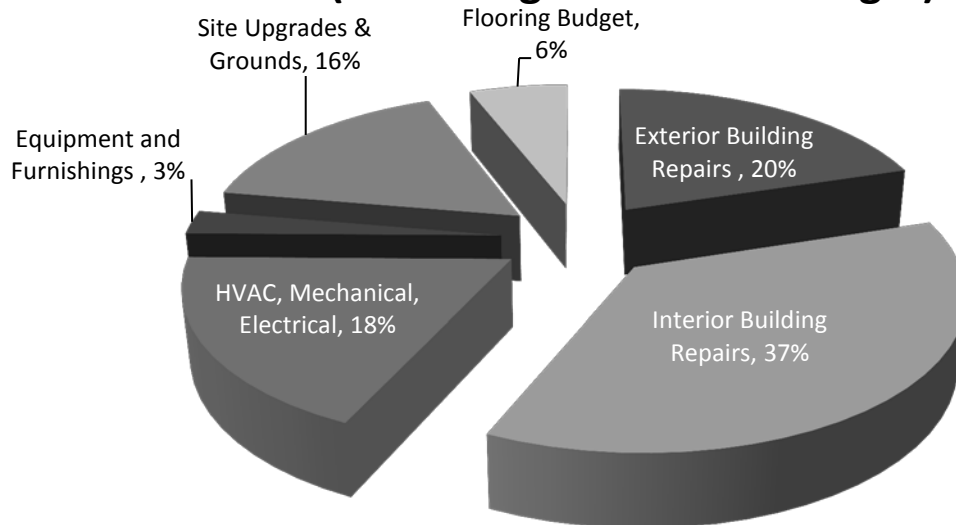 Flooring Budget,
6%
Site Upgrades &
Grounds, 16%
Equipment and
Furnishings , 3%
Exterior Building
Repairs , 20%
HVAC, Mechanical,
Electrical, 18%
Interior Building
Repairs, 37%